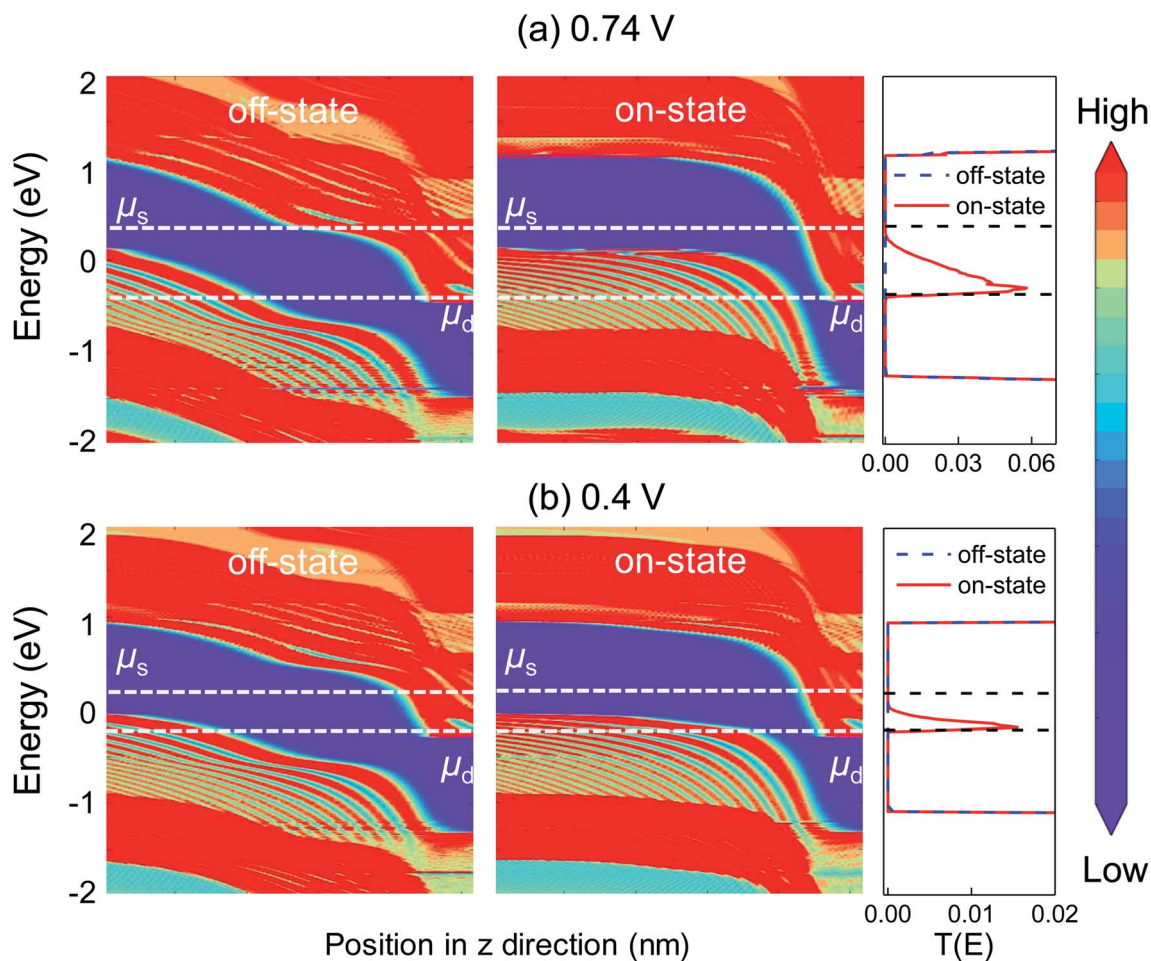 (a) 0.74 V
off-state
on-state
High
2
1
0
-1
-2
Energy (eV)
μs
μd
μs
μd
off-state
on-state
0.00 0.03 0.06
(b) 0.4 V
off-state
on-state
2
1
0
-1
-2
Energy (eV)
μs
μd
μs
μd
off-state
on-state
0.00 0.01 0.02
Low
Position in z direction (nm)
T(E)